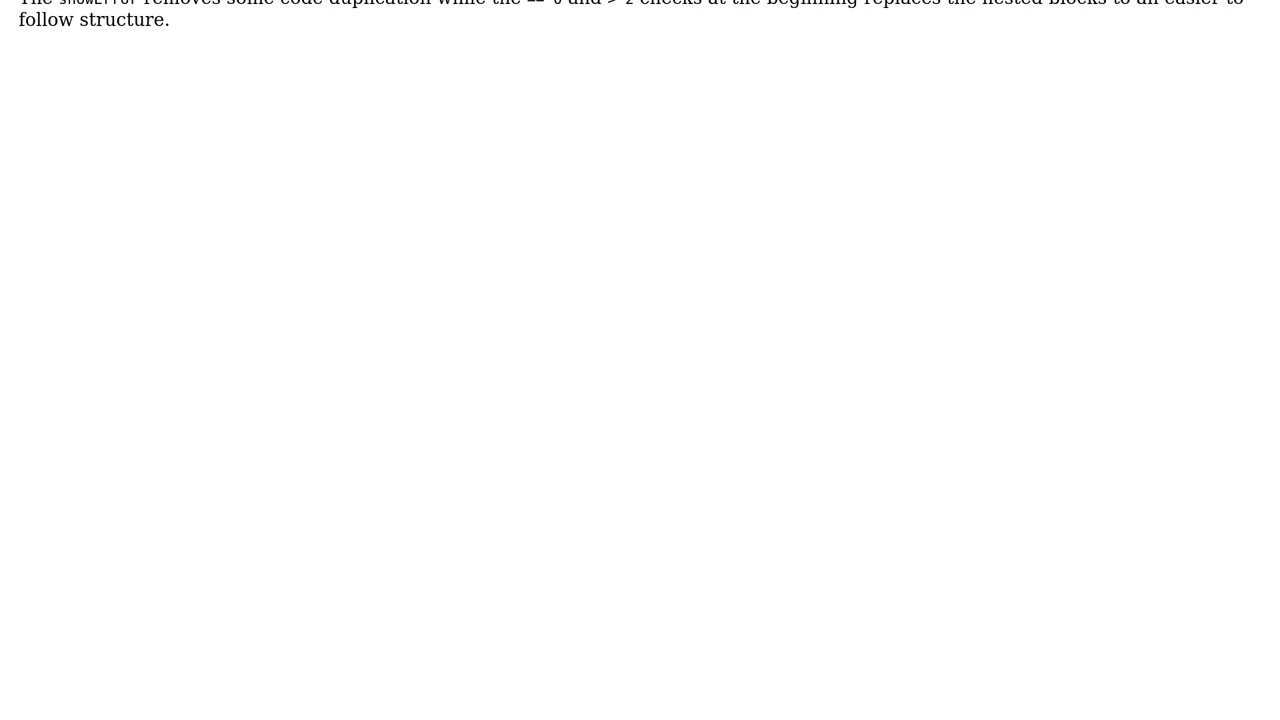 The showError removes some code duplication while the == 0 and > 2 checks at the beginning replaces the nested blocks to an easier to
follow structure.